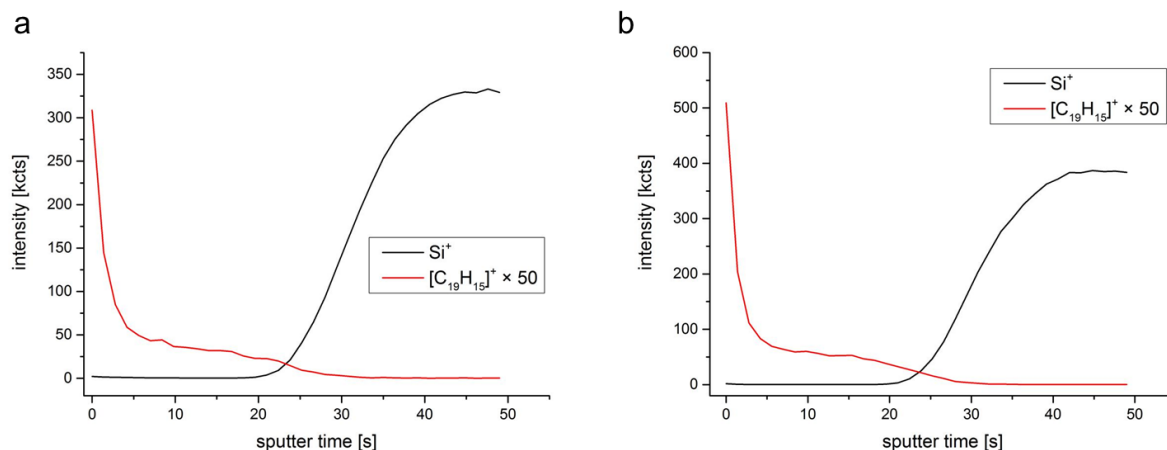 a
350
300
250
200
150
100
50
0
intensity [kcts]
Si⁺
[C₁₉H₁₅]⁺ × 50
0 10 20 30 40 50
sputter time [s]
b
600
500
400
300
200
100
0
intensity [kcts]
Si⁺
[C₁₉H₁₅]⁺ × 50
0 10 20 30 40 50
sputter time [s]